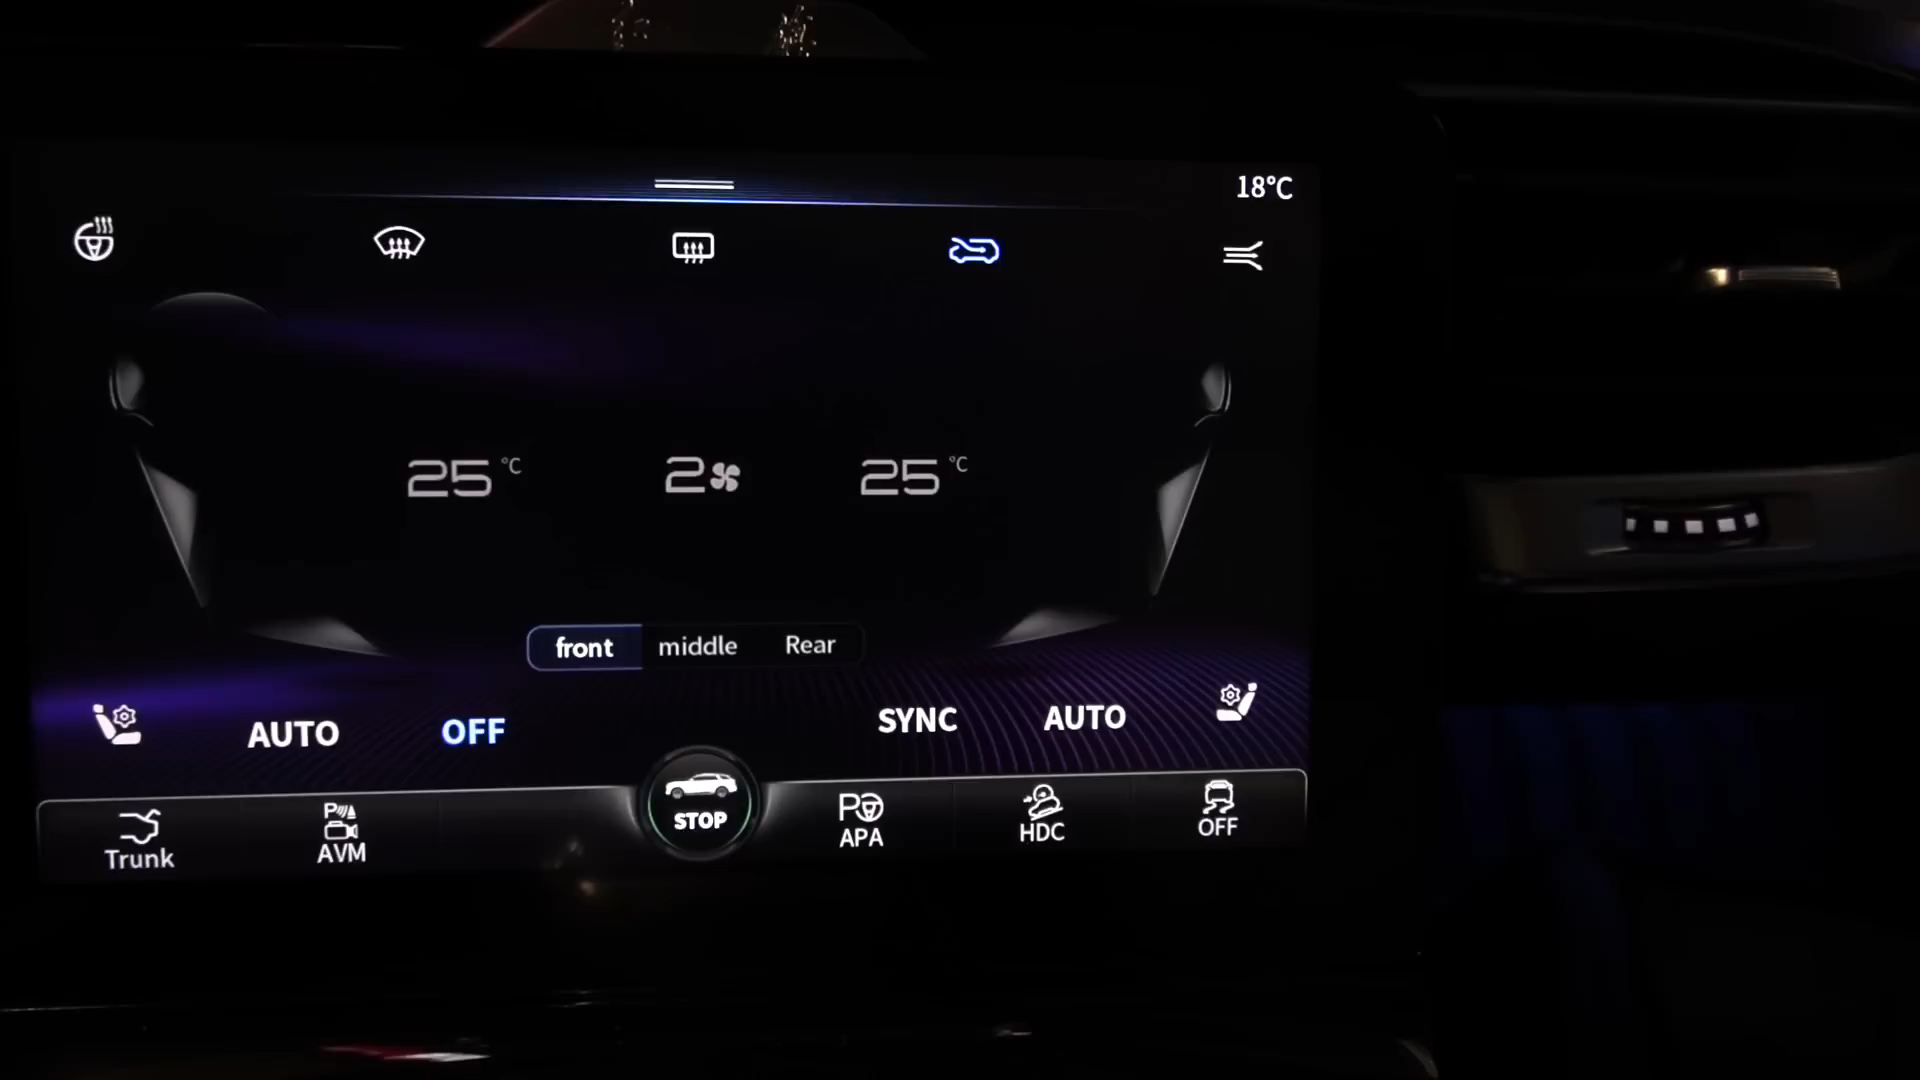 18°C
25 °C 2 25 °C
front middle Rear
AUTO OFF SYNC AUTO
STOP
Trunk
P
AVM
P
APA
HDC
OFF